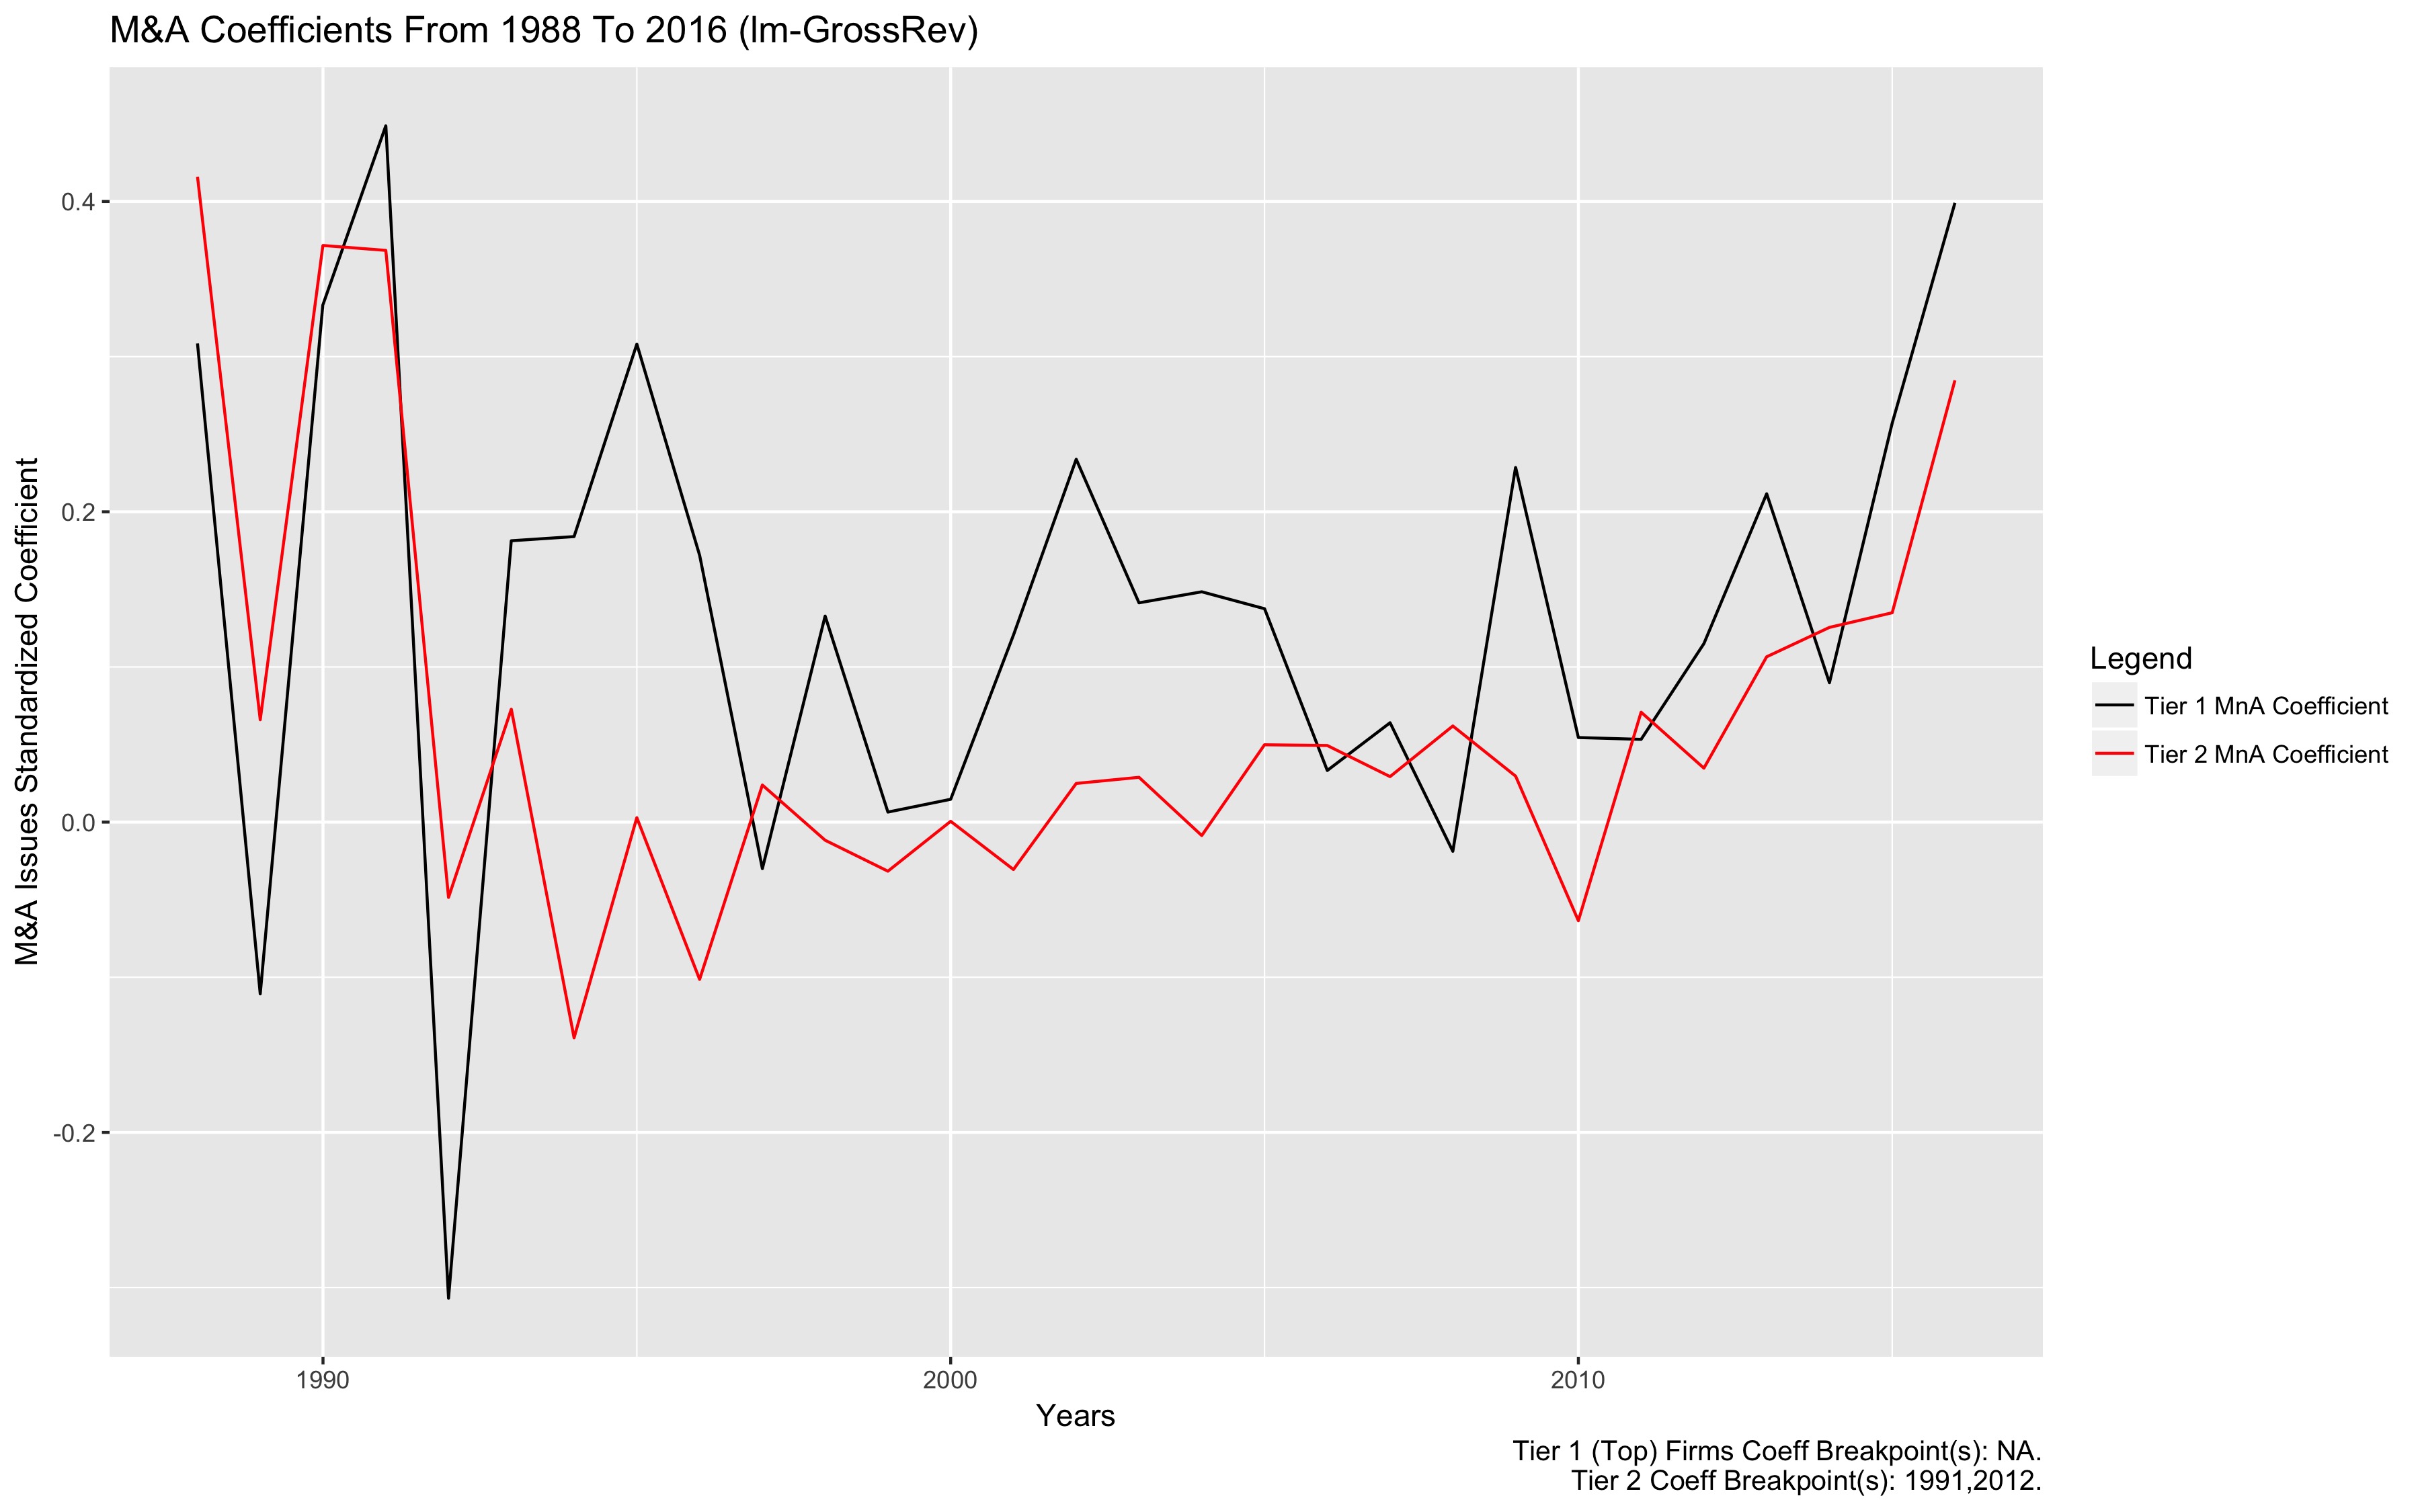 M&A Coefficients From 1988 To 2016 (lm-GrossRev)
M&A Issues Standardized Coefficient
0.4
0.2
0.0
-0.2
1990
2000
2010
Years
Legend
Tier 1 MnA Coefficient
Tier 2 MnA Coefficient
Tier 1 (Top) Firms Coeff Breakpoint(s): NA.
Tier 2 Coeff Breakpoint(s): 1991,2012.